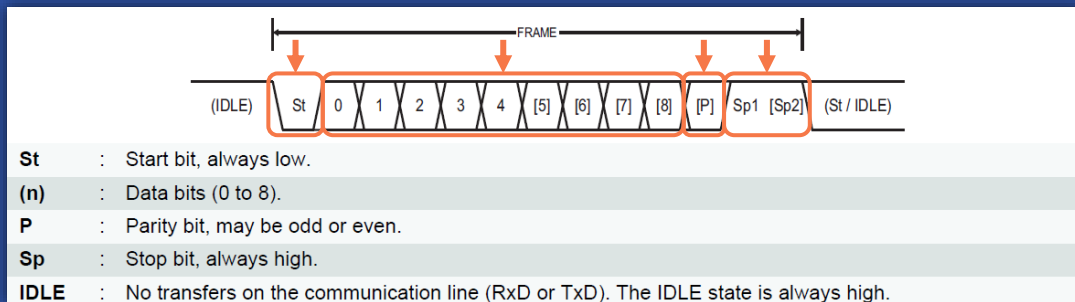 FRAME
(IDLE) St 0 1 2 3 4 [5] [6] [7] [8] [P] Sp1 [Sp2] (St / IDLE)
St : Start bit, always low.
(n) : Data bits (0 to 8).
P : Parity bit, may be odd or even.
Sp : Stop bit, always high.
IDLE : No transfers on the communication line (RxD or TxD). The IDLE state is always high.